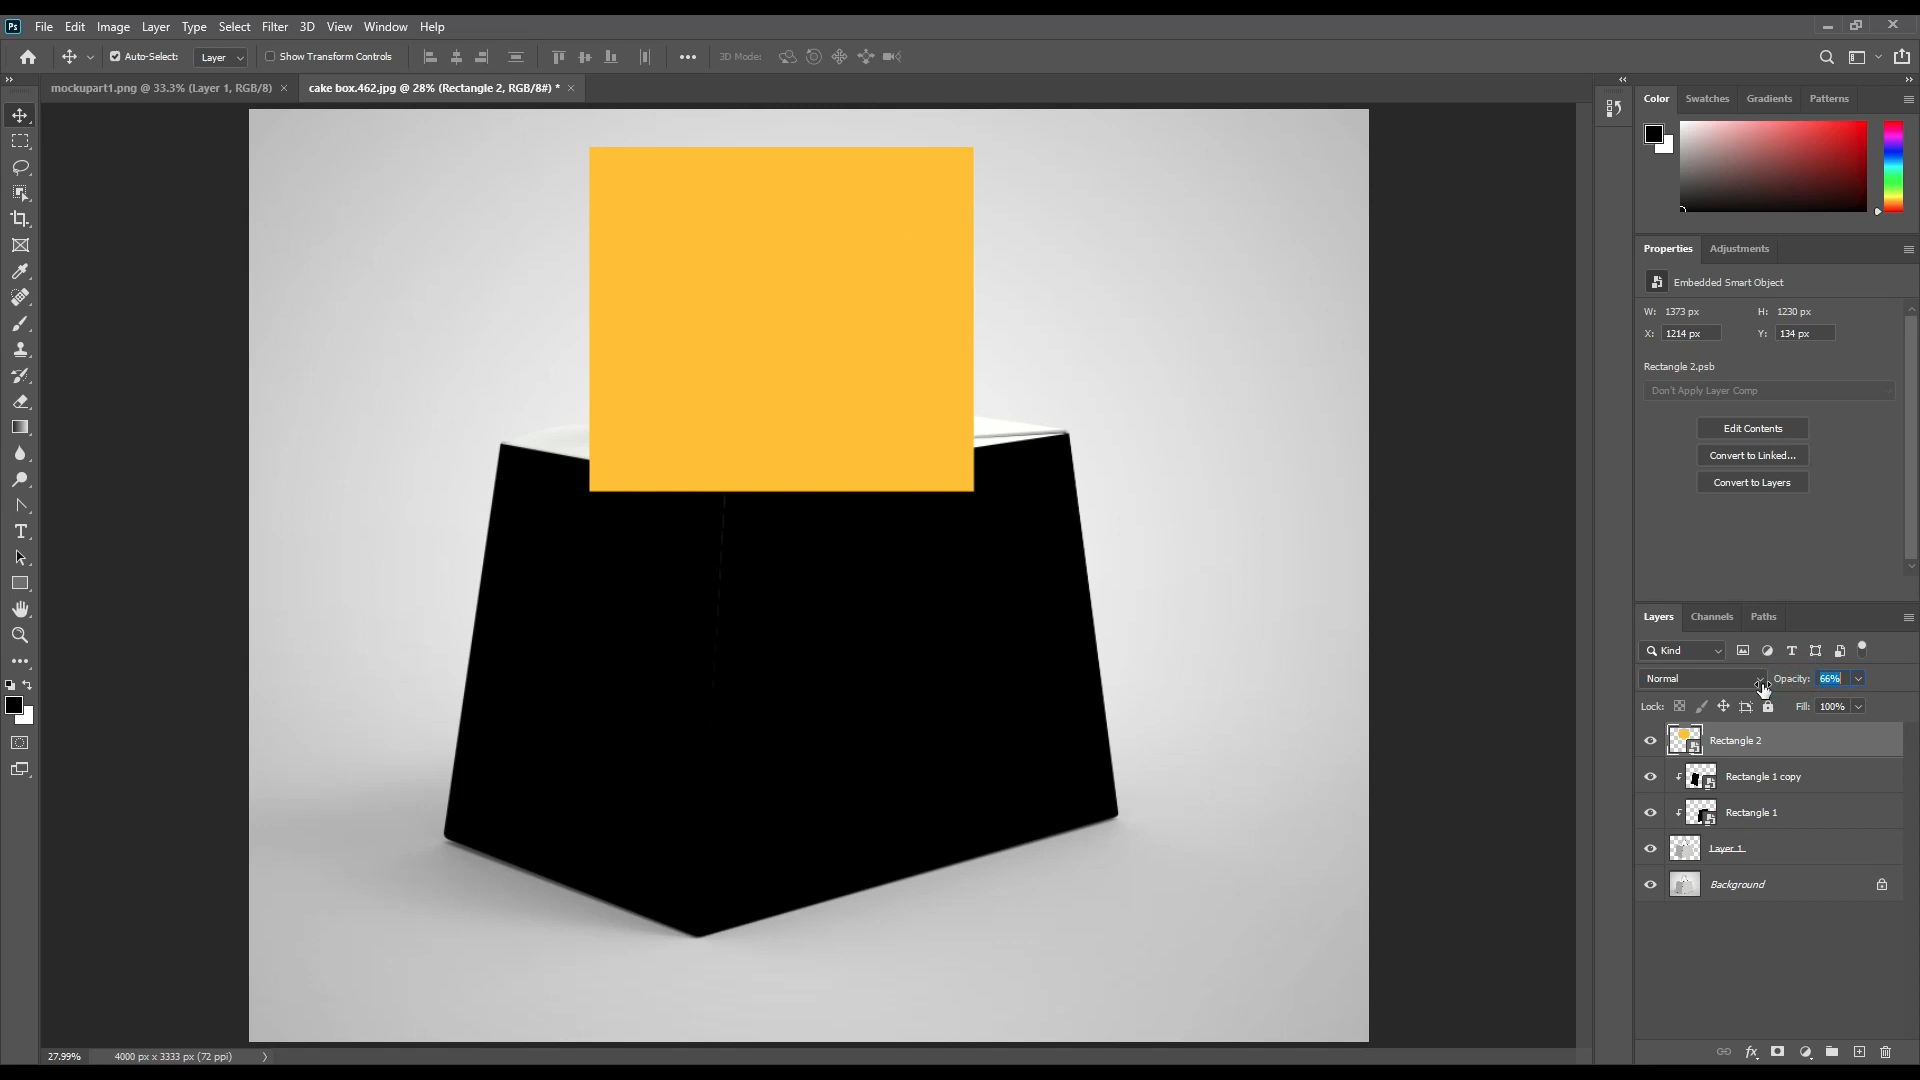 Ps File Edit Image Layer Type Select Filter 3D View Window Help
Auto-Select: Layer Show Transform Controls 3D Mode:
mockupart1.png @ 33.3% (Layer 1, RGB/8) × cake box.462.jpg @ 28% (Rectangle 2, RGB/8#) * ×
Color Swatches Gradients Patterns
Properties Adjustments
Embedded Smart Object
W: 1373 px H: 1230 px
X: 1214 px Y: 134 px
Rectangle 2.psb
Don't Apply Layer Comp
Edit Contents
Convert to Linked...
Convert to Layers
Layers Channels Paths
Kind
Normal Opacity: 66%
Lock: Fill: 100%
Rectangle 2
Rectangle 1 copy
Rectangle 1
Layer 1
Background
fx
27.99% 4000 px x 3333 px (72 ppi)